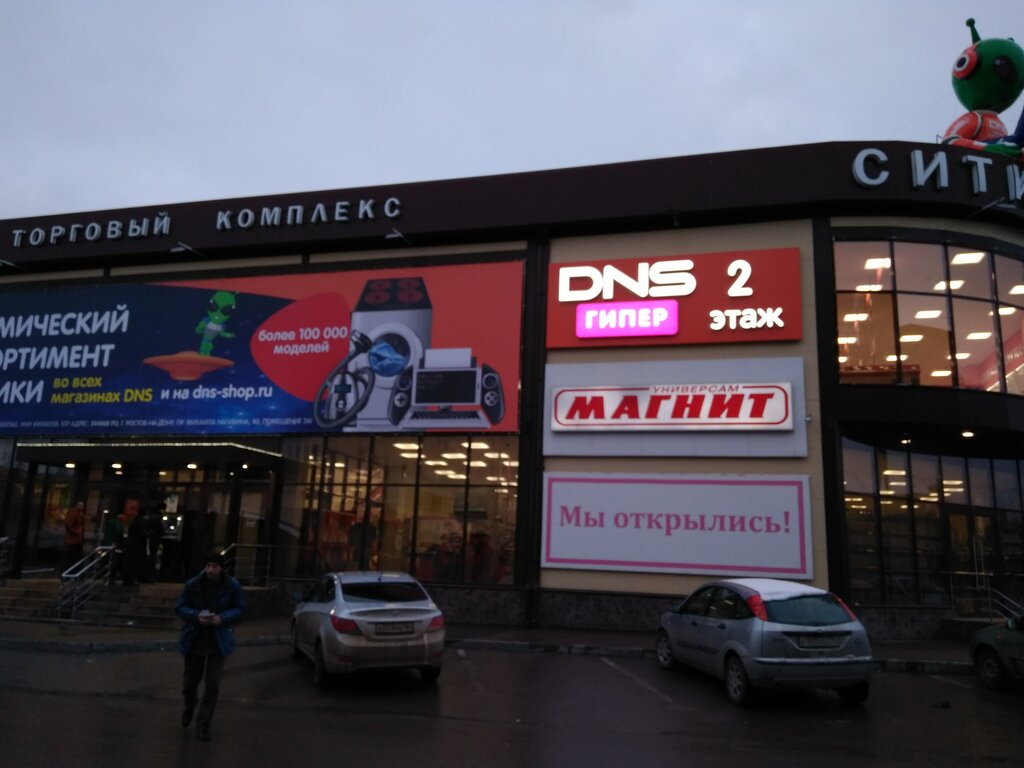 ТОРГОВЫЙ КОМПЛЕКС
СИТИ
МИЧЕСКИЙ
ОРТИМЕНТ
ИКИ
во всех
магазинах DNS
и на dns-shop.ru
более 100 000
моделей
DNS 2
ГИПЕР этаж
УНИВЕРСАМ
МАГНИТ
Мы открылись!